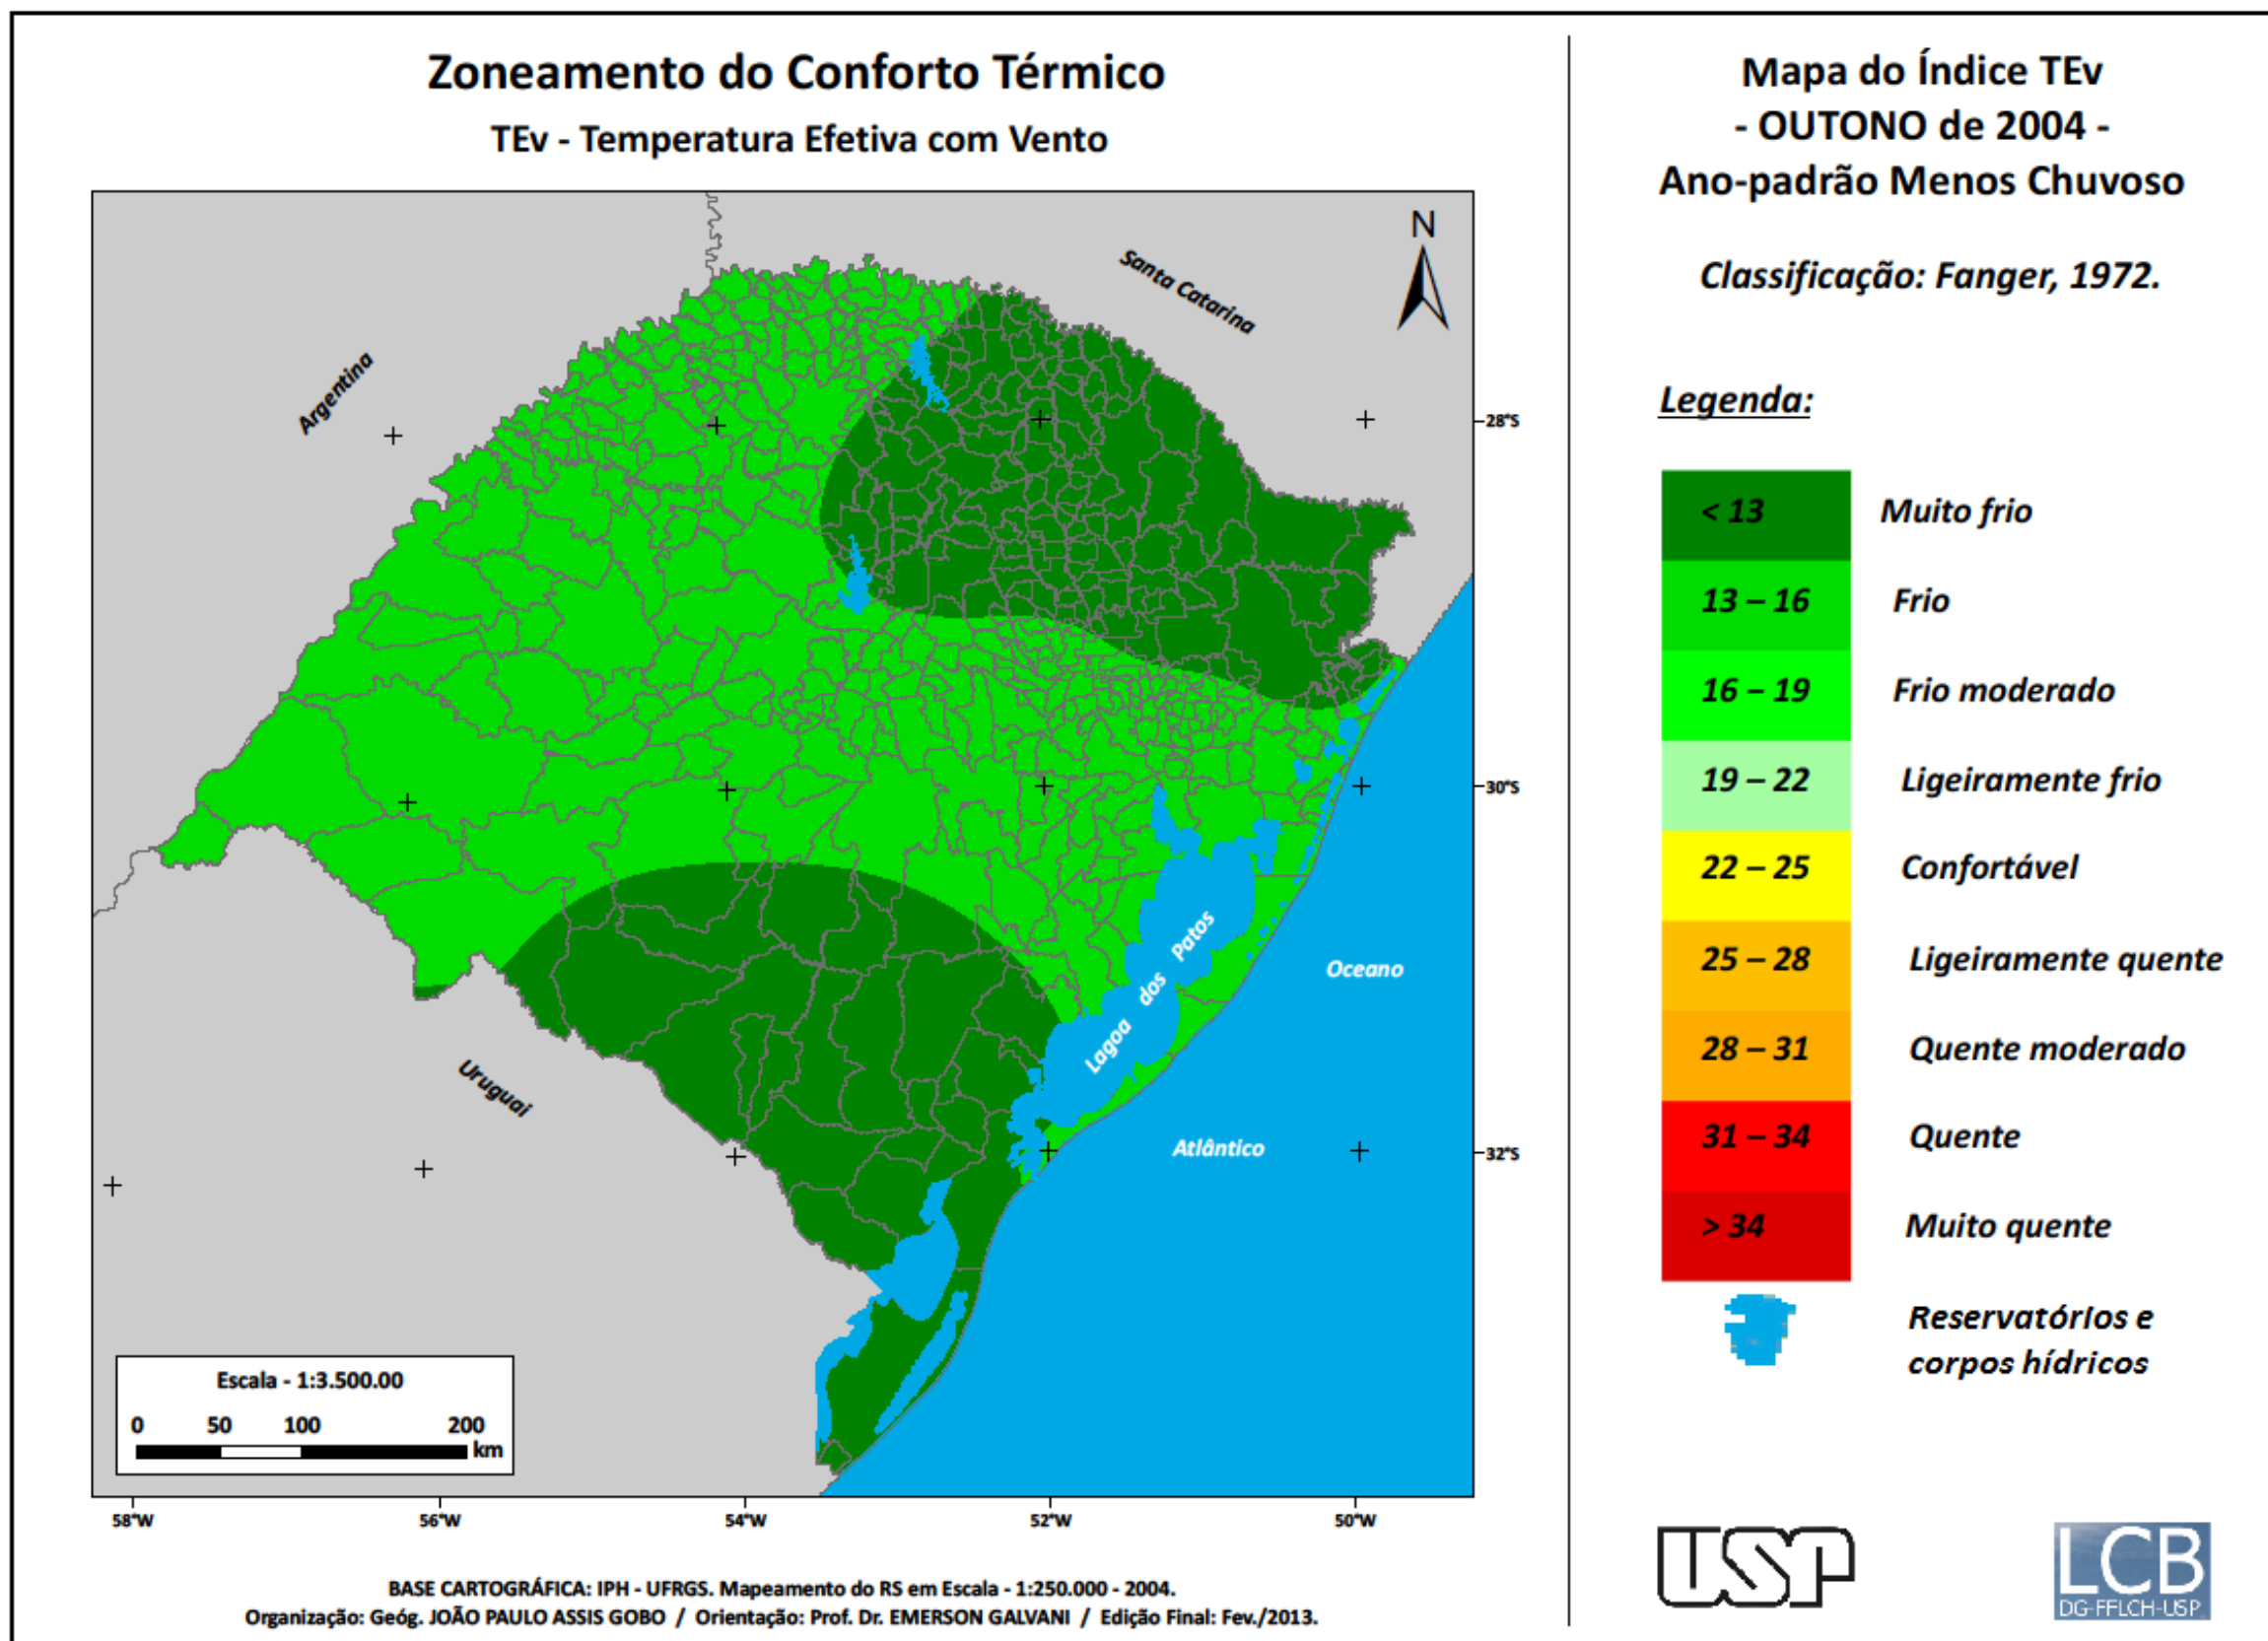 Zoneamento do Conforto Térmico
TEv - Temperatura Efetiva com Vento
N
Santa Catarina
Argentina
28°S
30°S
Lagoa dos Patos
Oceano
Uruguai
Atlântico
32°S
Escala - 1:3.500.00
0 50 100 200
km
58°W 56°W 54°W 52°W 50°W
BASE CARTOGRÁFICA: IPH - UFRGS. Mapeamento do RS em Escala - 1:250.000 - 2004.
Organização: Geóg. JOÃO PAULO ASSIS GOBO / Orientação: Prof. Dr. EMERSON GALVANI / Edição Final: Fev./2013.
Mapa do Índice TEv
- OUTONO de 2004 -
Ano-padrão Menos Chuvoso
Classificação: Fanger, 1972.
Legenda:
< 13 Muito frio
13 – 16 Frio
16 – 19 Frio moderado
19 – 22 Ligeiramente frio
22 – 25 Confortável
25 – 28 Ligeiramente quente
28 – 31 Quente moderado
31 – 34 Quente
> 34 Muito quente
Reservatórios e
corpos hídricos
USP
LCB
DG-FFLCH-USP